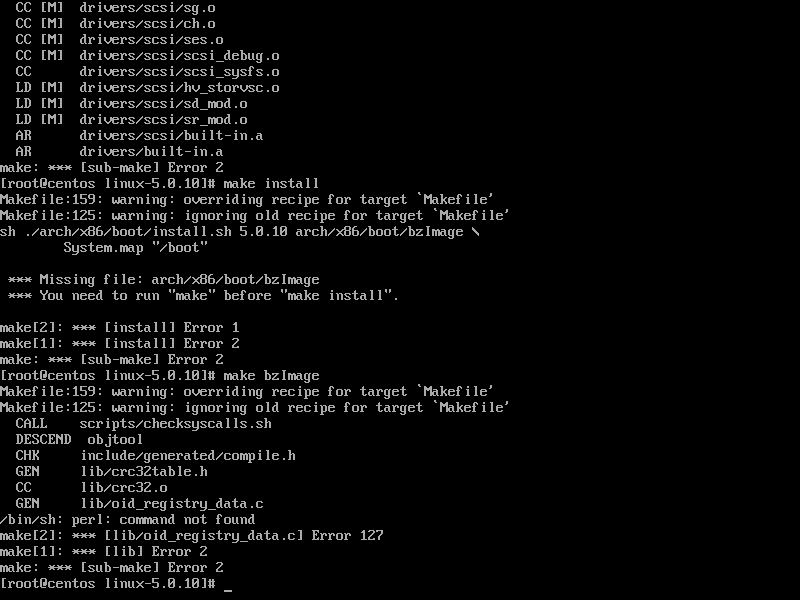 CC [M]  drivers/scsi/sg.o
CC [M]  drivers/scsi/ch.o
CC [M]  drivers/scsi/ses.o
CC [M]  drivers/scsi/scsi_debug.o
CC      drivers/scsi/scsi_sysfs.o
LD [M]  drivers/scsi/hv_storvsc.o
LD [M]  drivers/scsi/sd_mod.o
LD [M]  drivers/scsi/sr_mod.o
AR      drivers/scsi/built-in.a
AR      drivers/built-in.a
make: *** [sub-make] Error 2
[root@centos linux-5.0.10]# make install
Makefile:159: warning: overriding recipe for target `Makefile'
Makefile:125: warning: ignoring old recipe for target `Makefile'
sh ./arch/x86/boot/install.sh 5.0.10 arch/x86/boot/bzImage \
        System.map "/boot"
 *** Missing file: arch/x86/boot/bzImage
 *** You need to run "make" before "make install".
make[2]: *** [install] Error 1
make[1]: *** [install] Error 2
make: *** [sub-make] Error 2
[root@centos linux-5.0.10]# make bzImage
Makefile:159: warning: overriding recipe for target `Makefile'
Makefile:125: warning: ignoring old recipe for target `Makefile'
  CALL    scripts/checksyscalls.sh
  DESCEND  objtool
  CHK     include/generated/compile.h
  GEN     lib/crc32table.h
  CC      lib/crc32.o
  GEN     lib/oid_registry_data.c
/bin/sh: perl: command not found
make[2]: *** [lib/oid_registry_data.c] Error 127
make[1]: *** [lib] Error 2
make: *** [sub-make] Error 2
[root@centos linux-5.0.10]# _